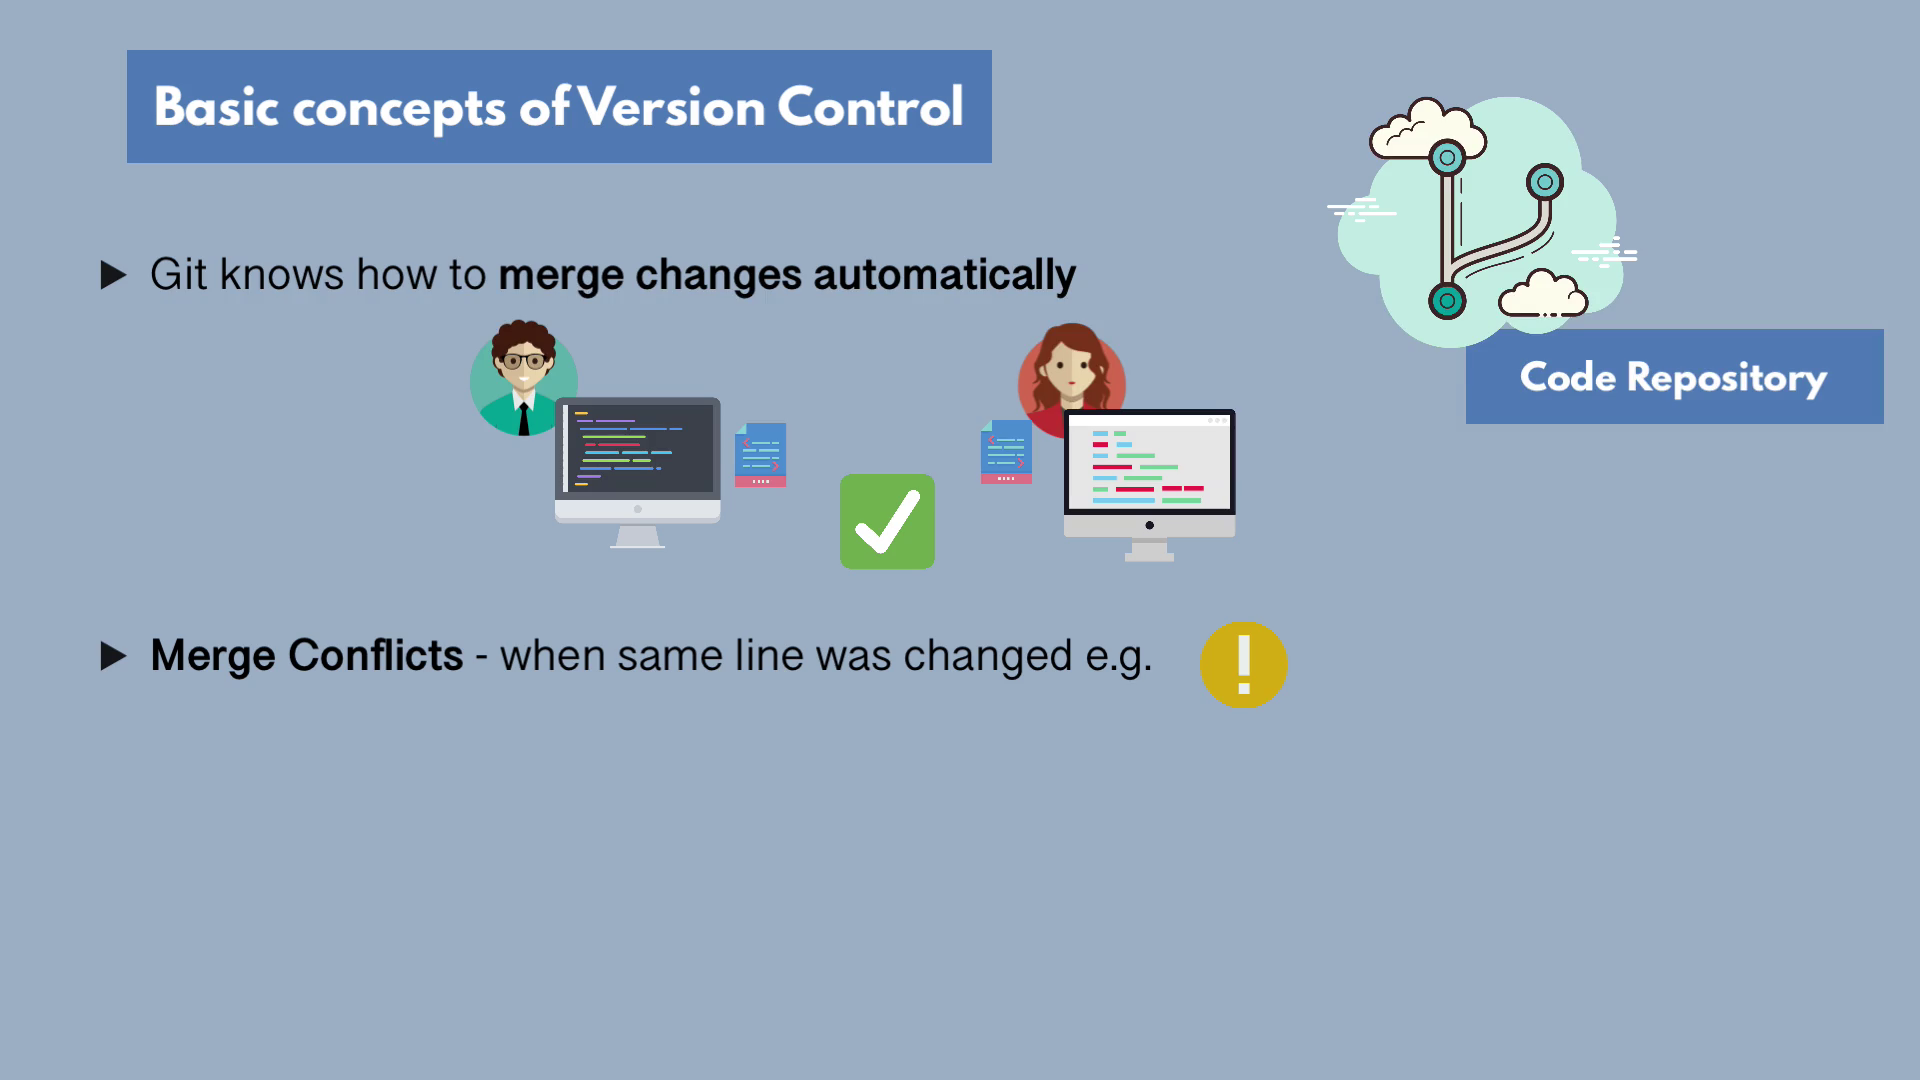 Basic concepts of Version Control
Git knows how to merge changes automatically
Code Repository
Merge Conflicts - when same line was changed e.g.